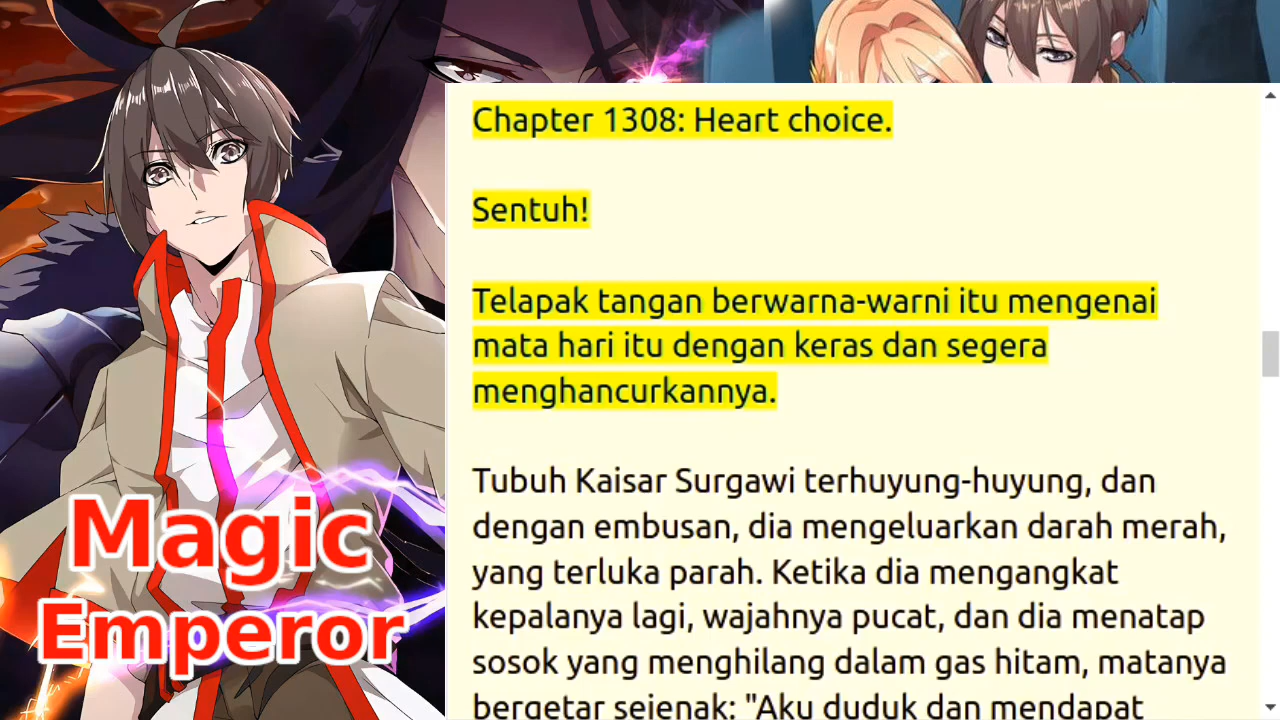 Chapter 1308: Heart choice.
Sentuh!
Telapak tangan berwarna-warni itu mengenai
mata hari itu dengan keras dan segera
menghancurkannya.
Tubuh Kaisar Surgawi terhuyung-huyung, dan
dengan embusan, dia mengeluarkan darah merah,
yang terluka parah. Ketika dia mengangkat
kepalanya lagi, wajahnya pucat, dan dia menatap
sosok yang menghilang dalam gas hitam, matanya
bergetar sejenak: "Aku duduk dan mendapat
Magic
Emperor